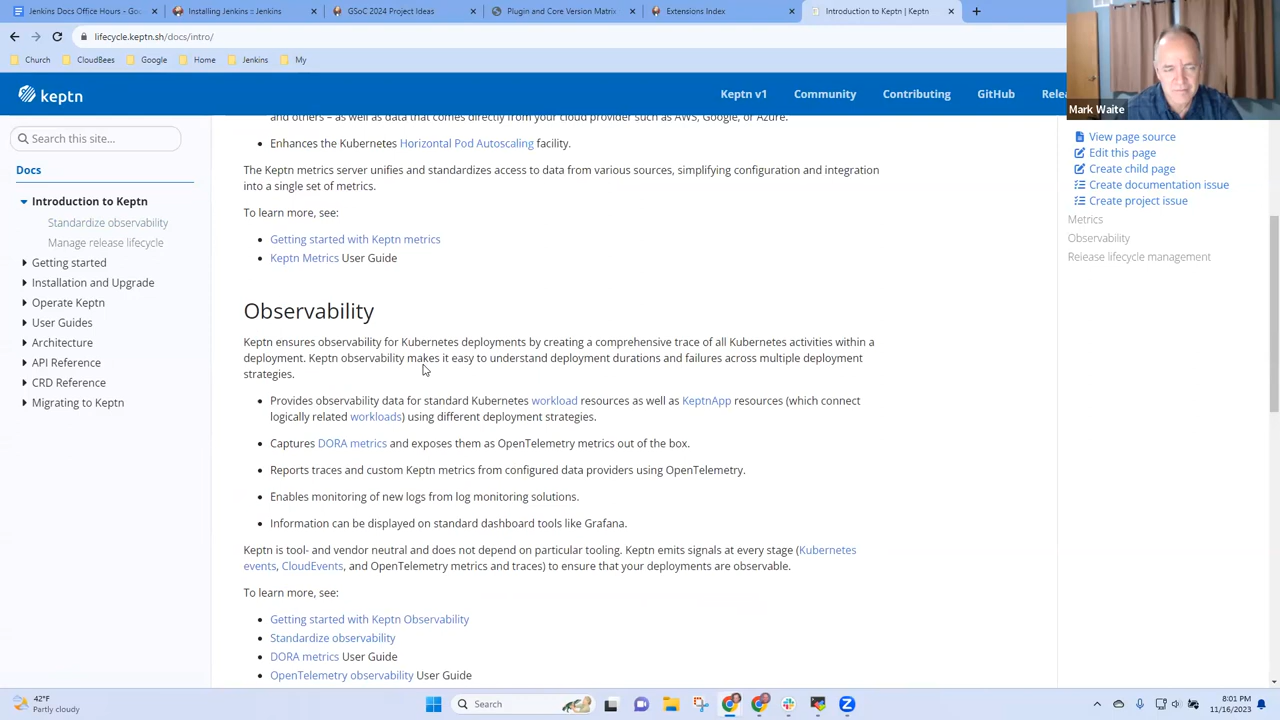 Jenkins Docs Office Hours - Goo
Installing Jenkins :: Jenkins
GSoC 2024 Project Ideas
Plugin and Core Version Matrix
Extensions Index
Introduction to Keptn | Keptn
lifecycle.keptn.sh/docs/intro/
Church
CloudBees
Google
Home
Jenkins
My
keptn
Keptn v1
Community
Contributing
GitHub
Relea
Mark Waite
Search this site...
Docs
Introduction to Keptn
Standardize observability
Manage release lifecycle
Getting started
Installation and Upgrade
Operate Keptn
User Guides
Architecture
API Reference
CRD Reference
Migrating to Keptn
and others – as well as data that comes directly from your cloud provider such as AWS, Google, or Azure.
• Enhances the Kubernetes Horizontal Pod Autoscaling facility.
The Keptn metrics server unifies and standardizes access to data from various sources, simplifying configuration and integration
into a single set of metrics.
To learn more, see:
• Getting started with Keptn metrics
• Keptn Metrics User Guide
Observability
Keptn ensures observability for Kubernetes deployments by creating a comprehensive trace of all Kubernetes activities within a
deployment. Keptn observability makes it easy to understand deployment durations and failures across multiple deployment
strategies.
• Provides observability data for standard Kubernetes workload resources as well as KeptnApp resources (which connect
logically related workloads) using different deployment strategies.
• Captures DORA metrics and exposes them as OpenTelemetry metrics out of the box.
• Reports traces and custom Keptn metrics from configured data providers using OpenTelemetry.
• Enables monitoring of new logs from log monitoring solutions.
• Information can be displayed on standard dashboard tools like Grafana.
Keptn is tool- and vendor neutral and does not depend on particular tooling. Keptn emits signals at every stage (Kubernetes
events, CloudEvents, and OpenTelemetry metrics and traces) to ensure that your deployments are observable.
To learn more, see:
• Getting started with Keptn Observability
• Standardize observability
• DORA metrics User Guide
• OpenTelemetry observability User Guide
View page source
Edit this page
Create child page
Create documentation issue
Create project issue
Metrics
Observability
Release lifecycle management
42°F
Partly cloudy
Search
8:01 PM
11/16/2023